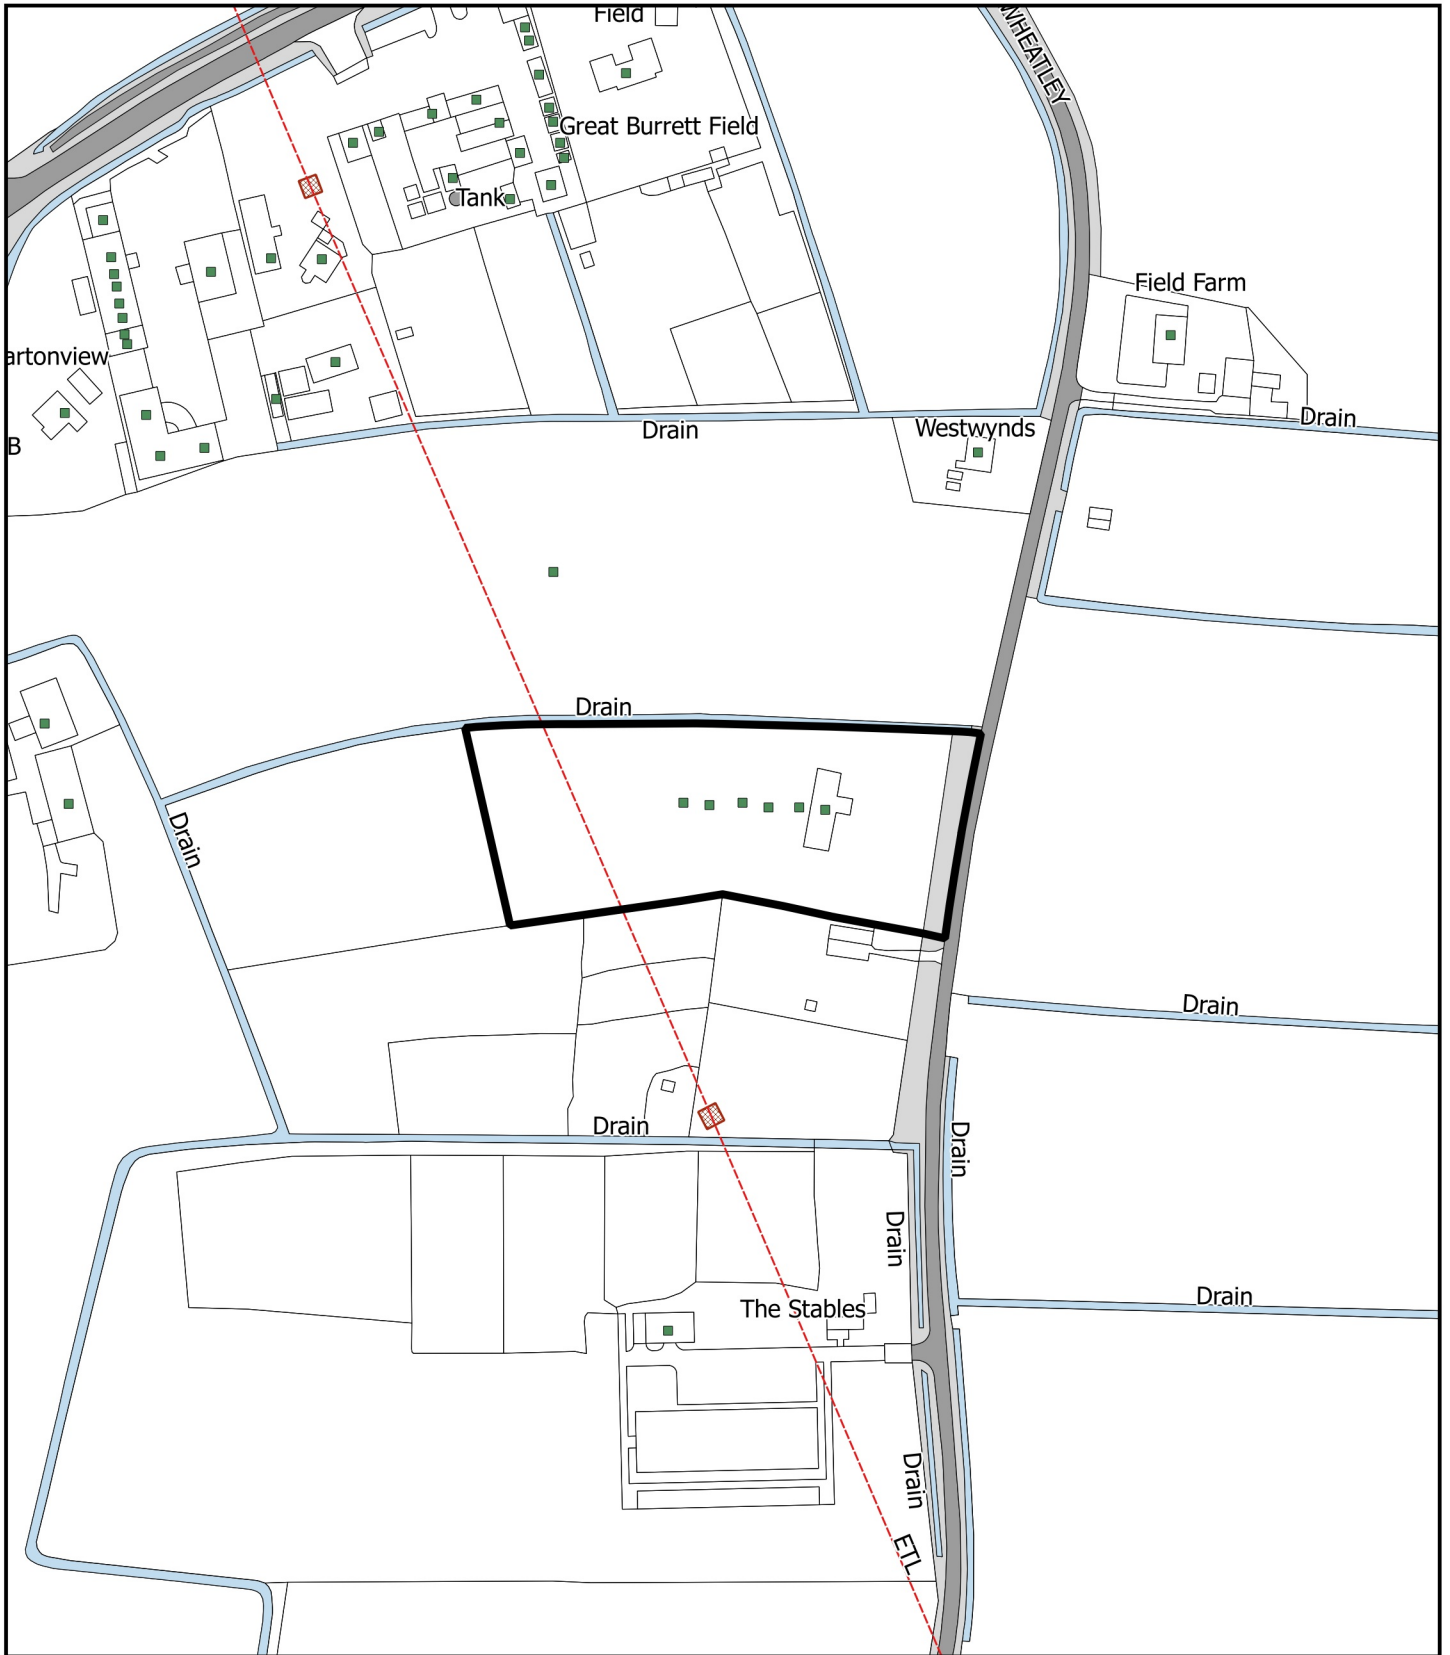 Field
WHEATLEY
Great Burrett Field
Tank
Field Farm
artonview
Drain
Westwynds
Drain
B
Drain
Drain
Drain
Drain
Drain
Drain
Drain
The Stables
Drain
ETL